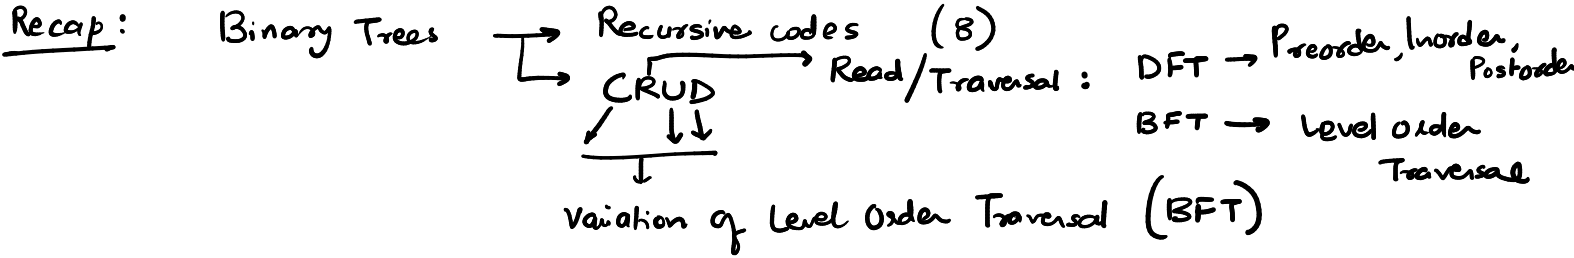 Recap : Binary Trees → Recursive codes (8)
CRUD → Read/Traversal : DFT → Preorder, Inorder, Postorder
BFT → Level Order Traversal
Variation of Level Order Traversal (BFT)